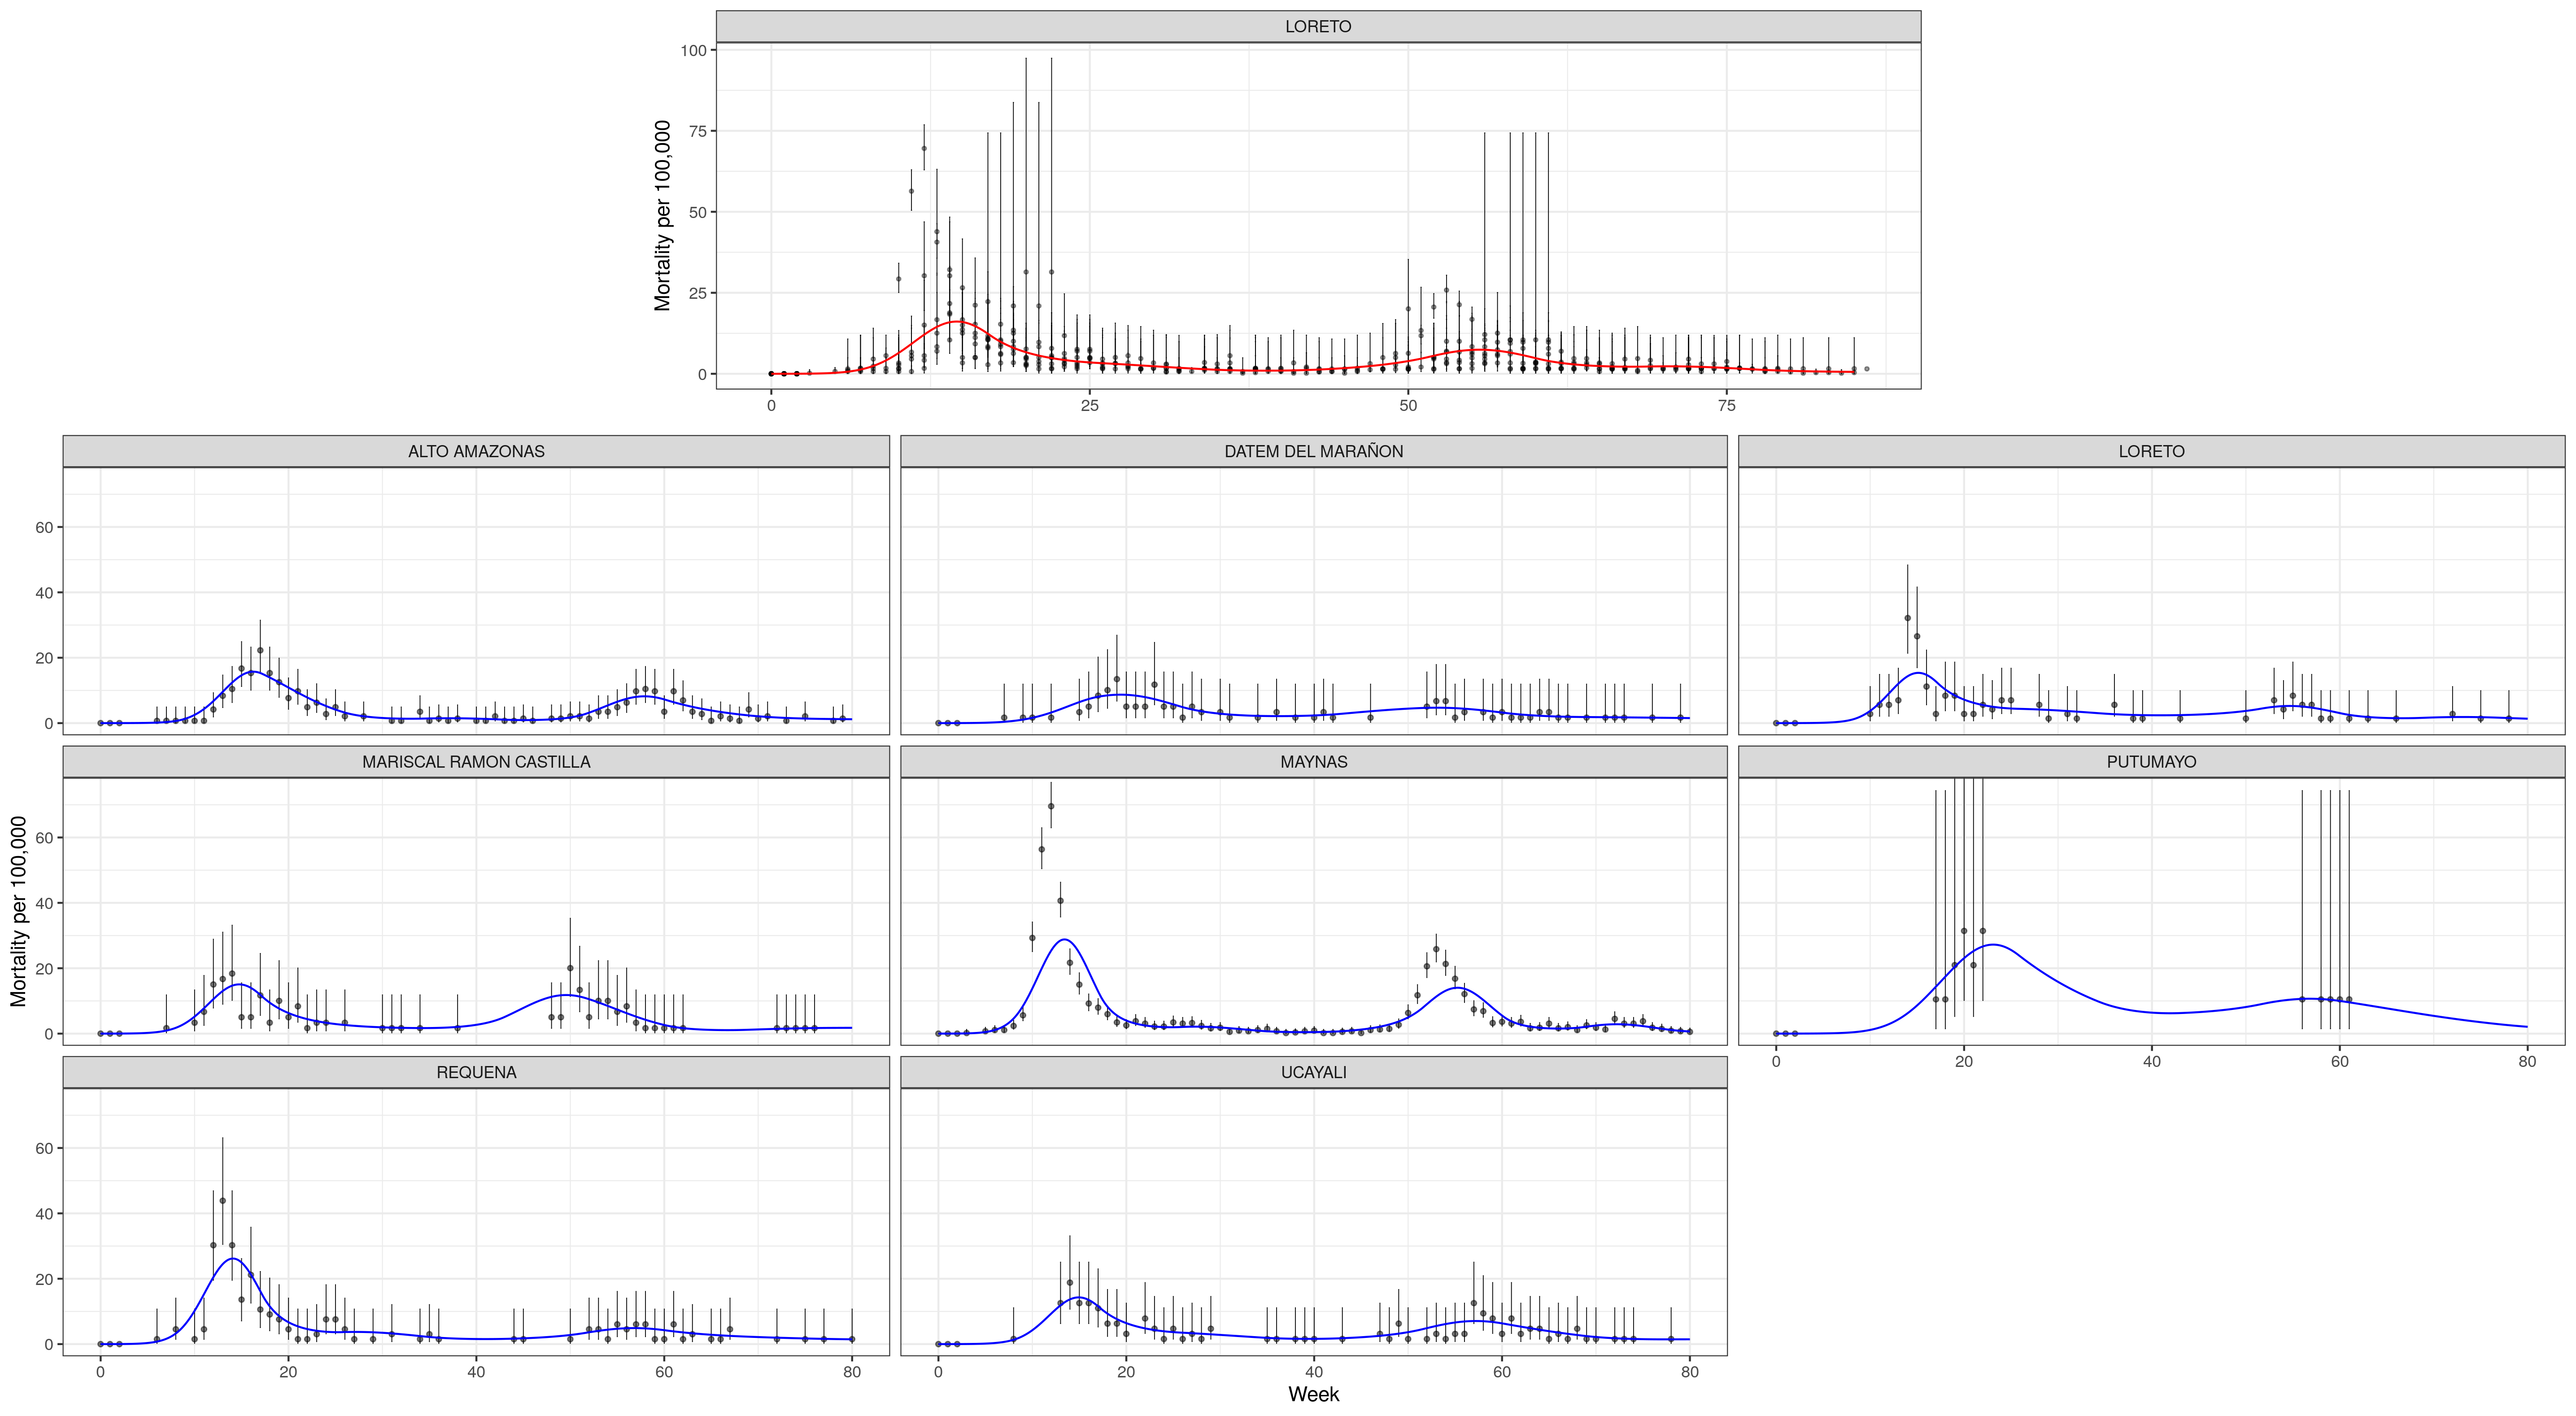 LORETO
Mortality per 100,000
100
75
50
25
0
0 25 50 75
ALTO AMAZONAS DATEM DEL MARAÑON LORETO
60
40
20
0
MARISCAL RAMON CASTILLA MAYNAS PUTUMAYO
Mortality per 100,000
60
40
20
0
0 20 40 60 80
REQUENA UCAYALI
60
40
20
0
0 20 40 60 80 0 20 40 60 80
Week